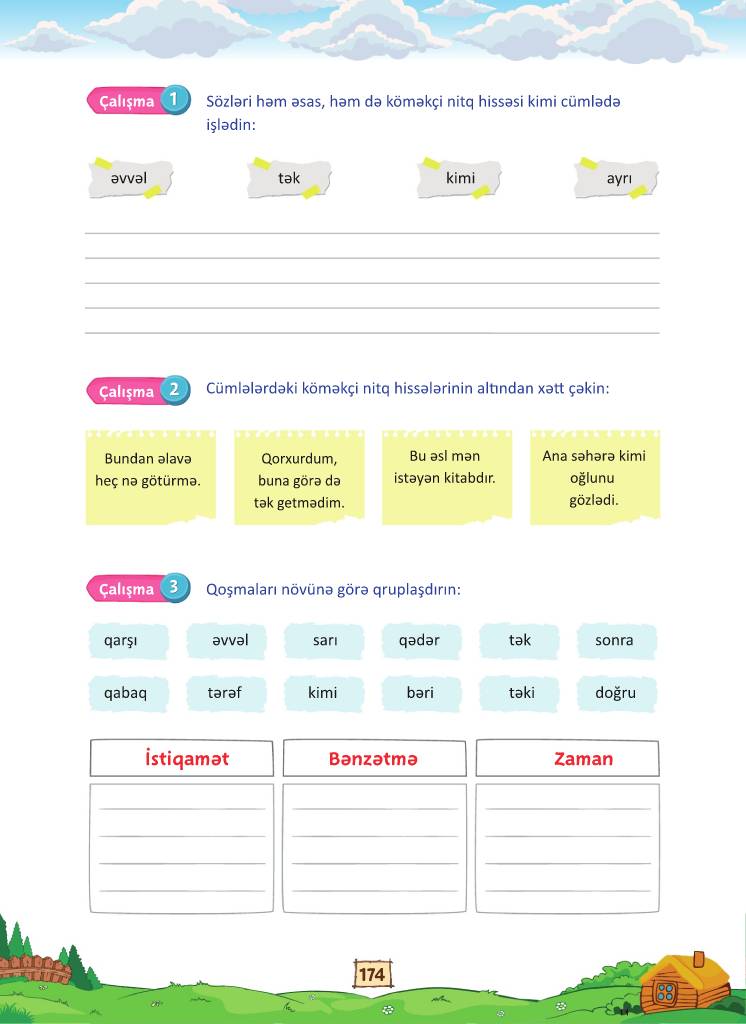 Çalışma 1
Sözləri həm əsas, həm də köməkçi nitq hissəsi kimi cümlədə
işlədin:
əvvəl tək kimi ayrı
Çalışma 2
Cümlələrdəki köməkçi nitq hissələrinin altından xətt çəkin:
Bundan əlavə
heç nə götürmə.
Qorxurdum,
buna görə də
tək getmədim.
Bu əsl mən
istəyən kitabdır.
Ana səhərə kimi
oğlunu
gözlədi.
Çalışma 3
Qoşmaları növünə görə qruplaşdırın:
qarşı əvvəl sarı qədər tək sonra
qabaq tərəf kimi bəri təki doğru
İstiqamət Bənzətmə Zaman
174